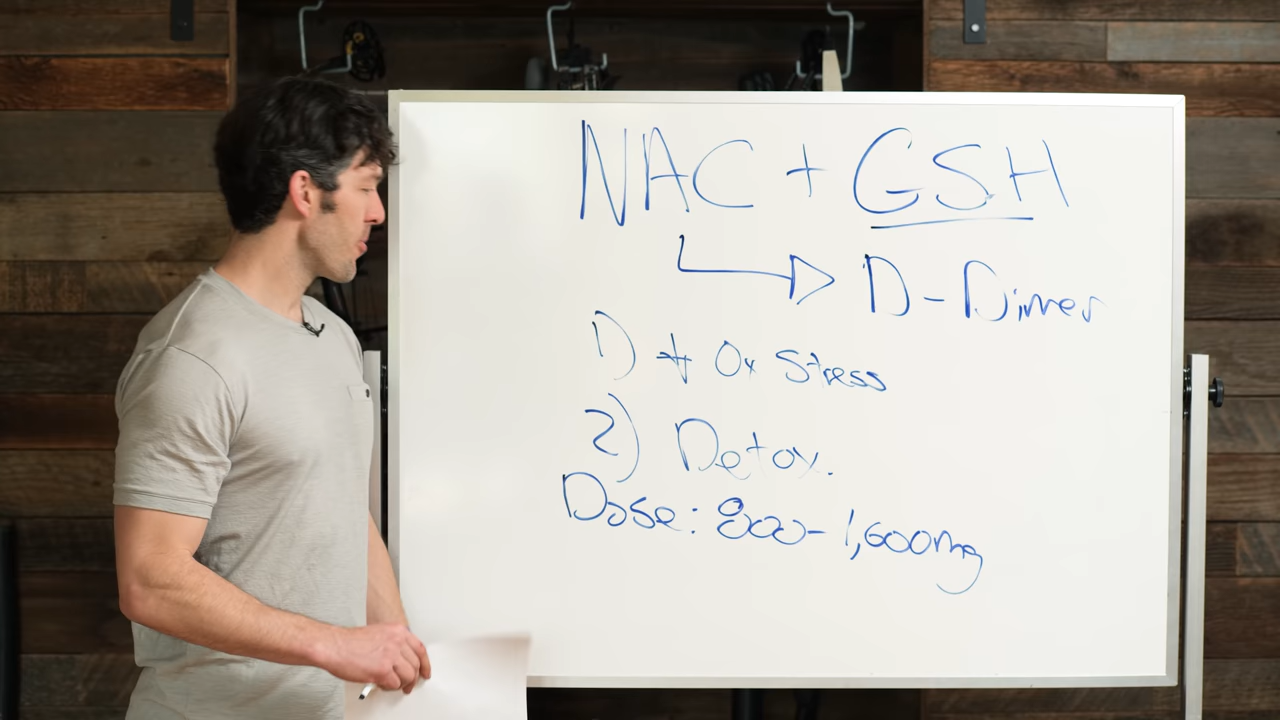 NAC + GSH
D-Dimer
1) ↓ Ox Stress
2) Detox.
Dose: 800-1,600mg